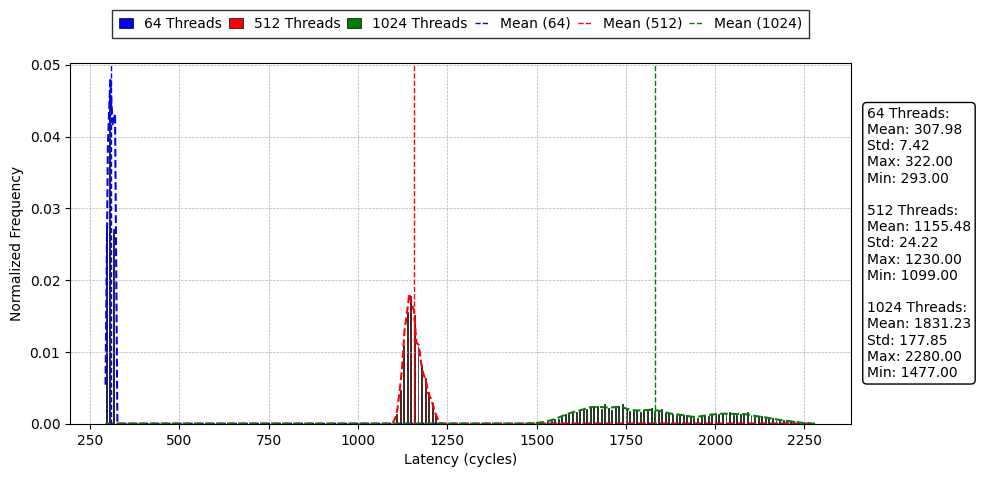 64 Threads 512 Threads 1024 Threads Mean (64) Mean (512) Mean (1024)
0.05
0.04
0.03
0.02
0.01
0.00
Normalized Frequency
250 500 750 1000 1250 1500 1750 2000 2250
Latency (cycles)
64 Threads:
Mean: 307.98
Std: 7.42
Max: 322.00
Min: 293.00
512 Threads:
Mean: 1155.48
Std: 24.22
Max: 1230.00
Min: 1099.00
1024 Threads:
Mean: 1831.23
Std: 177.85
Max: 2280.00
Min: 1477.00